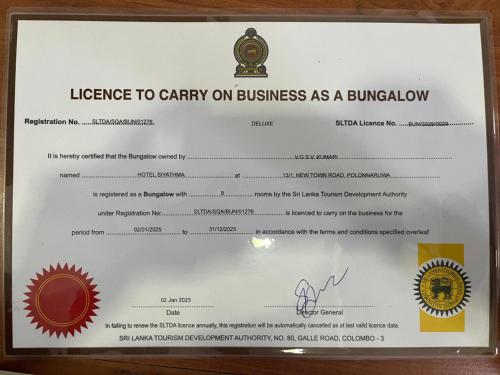 LICENCE TO CARRY ON BUSINESS AS A BUNGALOW
Registration No. ..... SLTDA/SQA/BUN/01276 DELUXE SLTDA Licence No. ..... BUN/2025/0029
It is hereby certified that the Bungalow owned by V.G.S.V. KUMARI
named HOTEL SIYATHMA at 13/1, NEW TOWN ROAD, POLONNARUWA
is registered as a Bungalow with 8 rooms by the Sri Lanka Tourism Development Authority
under Registration No: SLTDA/SQA/BUN/01276 is licenced to carry on the business for the
period from 02/01/2025 to 31/12/2025 in accordance with the terms and conditions specified overleaf
02 Jan 2025
Date Director General
In failing to renew the SLTDA licence annually, this registration will be automatically cancelled as at last valid licence date.
SRI LANKA TOURISM DEVELOPMENT AUTHORITY, NO. 80, GALLE ROAD, COLOMBO - 3